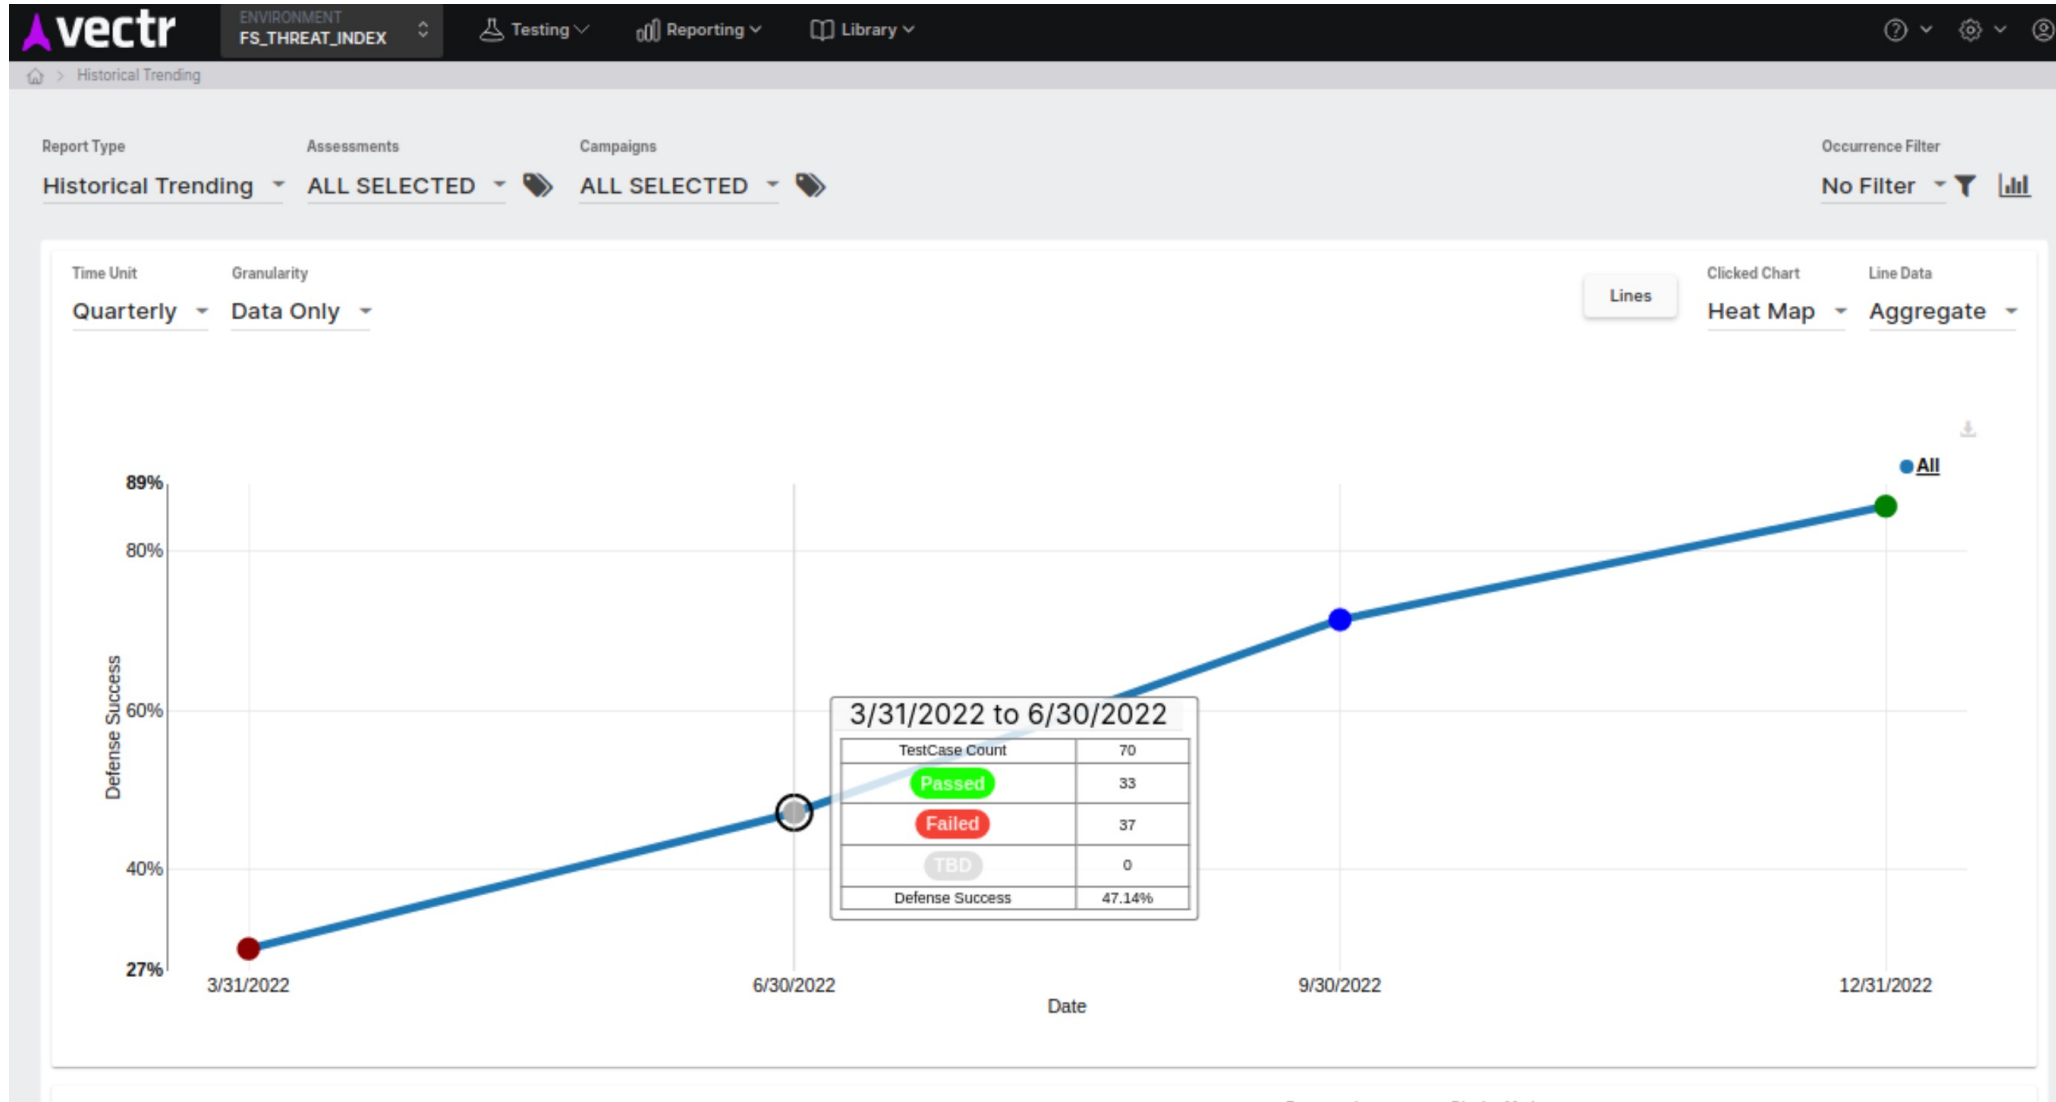 vectr
ENVIRONMENT
FS_THREAT_INDEX
Testing
Reporting
Library
> Historical Trending
Report Type
Historical Trending
Assessments
ALL SELECTED
Campaigns
ALL SELECTED
Occurrence Filter
No Filter
Time Unit
Quarterly
Granularity
Data Only
Lines
Clicked Chart
Heat Map
Line Data
Aggregate
All
89%
80%
60%
40%
27%
Defense Success
3/31/2022 to 6/30/2022
TestCase Count 70
Passed 33
Failed 37
TBD 0
Defense Success 47.14%
3/31/2022 6/30/2022 9/30/2022 12/31/2022
Date